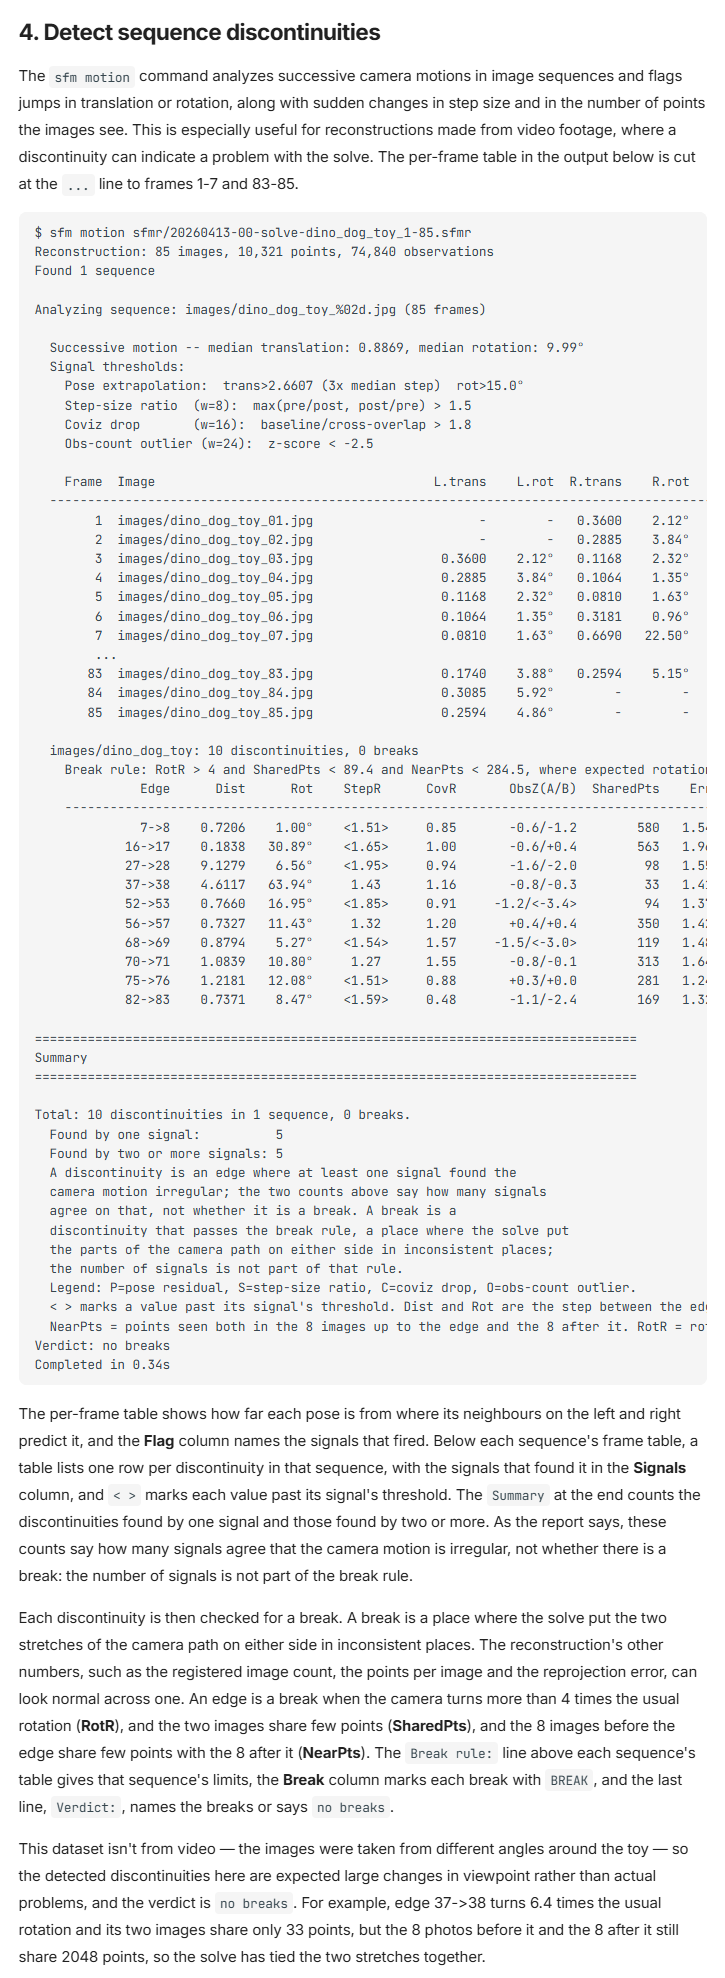 4. Detect sequence discontinuities
The sfm motion command analyzes successive camera motions in image sequences and flags
jumps in translation or rotation, along with sudden changes in step size and in the number of points
the images see. This is especially useful for reconstructions made from video footage, where a
discontinuity can indicate a problem with the solve. The per-frame table in the output below is cut
at the ... line to frames 1-7 and 83-85.
$ sfm motion sfmr/20260413-00-solve-dino_dog_toy_1-85.sfmr
Reconstruction: 85 images, 10,321 points, 74,840 observations
Found 1 sequence
Analyzing sequence: images/dino_dog_toy_%02d.jpg (85 frames)
Successive motion -- median translation: 0.8869, median rotation: 9.99°
Signal thresholds:
Pose extrapolation:  trans>2.6607 (3x median step)  rot>15.0°
Step-size ratio  (w=8):  max(pre/post, post/pre) > 1.5
Coviz drop       (w=16):  baseline/cross-overlap > 1.8
Obs-count outlier (w=24):  z-score < -2.5
Frame  Image  L.trans  L.rot  R.trans  R.rot
--------------------------------------------------------------------------------------
1  images/dino_dog_toy_01.jpg  -  -  0.3600  2.12°
2  images/dino_dog_toy_02.jpg  -  -  0.2885  3.84°
3  images/dino_dog_toy_03.jpg  0.3600  2.12°  0.1168  2.32°
4  images/dino_dog_toy_04.jpg  0.2885  3.84°  0.1064  1.35°
5  images/dino_dog_toy_05.jpg  0.1168  2.32°  0.0810  1.63°
6  images/dino_dog_toy_06.jpg  0.1064  1.35°  0.3181  0.96°
7  images/dino_dog_toy_07.jpg  0.0810  1.63°  0.6690  22.50°
...
83  images/dino_dog_toy_83.jpg  0.1740  3.88°  0.2594  5.15°
84  images/dino_dog_toy_84.jpg  0.3085  5.92°  -  -
85  images/dino_dog_toy_85.jpg  0.2594  4.86°  -  -
images/dino_dog_toy: 10 discontinuities, 0 breaks
Break rule: RotR > 4 and SharedPts < 89.4 and NearPts < 284.5, where expected
Edge  Dist  Rot  StepR  CovR  ObsZ(A/B)  SharedPts
------------------------------------------------------------------------------------
7->8  0.7206  1.00°  <1.51>  0.85  -0.6/-1.2  580
16->17  0.1838  30.89°  <1.65>  1.00  -0.6/+0.4  563
27->28  9.1279  6.56°  <1.95>  0.94  -1.6/-2.0  98
37->38  4.6117  63.94°  1.43  1.16  -0.8/-0.3  33
52->53  0.7660  16.95°  <1.85>  0.91  -1.2/<-3.4>  94
56->57  0.7327  11.43°  1.32  1.20  +0.4/+0.4  350
68->69  0.8794  5.27°  <1.54>  1.57  -1.5/<-3.0>  119
70->71  1.0839  10.80°  1.27  1.55  -0.8/-0.1  313
75->76  1.2181  12.08°  <1.51>  0.88  +0.3/+0.0  281
82->83  0.7371  8.47°  <1.59>  0.48  -1.1/-2.4  169
================================================================================
Summary
================================================================================
Total: 10 discontinuities in 1 sequence, 0 breaks.
Found by one signal:          5
Found by two or more signals: 5
A discontinuity is an edge where at least one signal found the
camera motion irregular; the two counts above say how many signals
agree on that, not whether it is a break. A break is a
discontinuity that passes the break rule, a place where the solve put
the parts of the camera path on either side in inconsistent places;
the number of signals is not part of that rule.
Legend: P=pose residual, S=step-size ratio, C=coviz drop, O=obs-count outlier.
< > marks a value past its signal's threshold. Dist and Rot are the step between the
NearPts = points seen both in the 8 images up to the edge and the 8 after it. RotR =
Verdict: no breaks
Completed in 0.34s
The per-frame table shows how far each pose is from where its neighbours on the left and right
predict it, and the Flag column names the signals that fired. Below each sequence's frame table, a
table lists one row per discontinuity in that sequence, with the signals that found it in the Signals
column, and < > marks each value past its signal's threshold. The Summary at the end counts the
discontinuities found by one signal and those found by two or more. As the report says, these
counts say how many signals agree that the camera motion is irregular, not whether there is a
break: the number of signals is not part of the break rule.
Each discontinuity is then checked for a break. A break is a place where the solve put the two
stretches of the camera path on either side in inconsistent places. The reconstruction's other
numbers, such as the registered image count, the points per image and the reprojection error, can
look normal across one. An edge is a break when the camera turns more than 4 times the usual
rotation (RotR), and the two images share few points (SharedPts), and the 8 images before the
edge share few points with the 8 after it (NearPts). The Break rule: line above each sequence's
table gives that sequence's limits, the Break column marks each break with BREAK, and the last
line, Verdict:, names the breaks or says no breaks.
This dataset isn't from video — the images were taken from different angles around the toy — so
the detected discontinuities here are expected large changes in viewpoint rather than actual
problems, and the verdict is no breaks. For example, edge 37->38 turns 6.4 times the usual
rotation and its two images share only 33 points, but the 8 photos before it and the 8 after it still
share 2048 points, so the solve has tied the two stretches together.